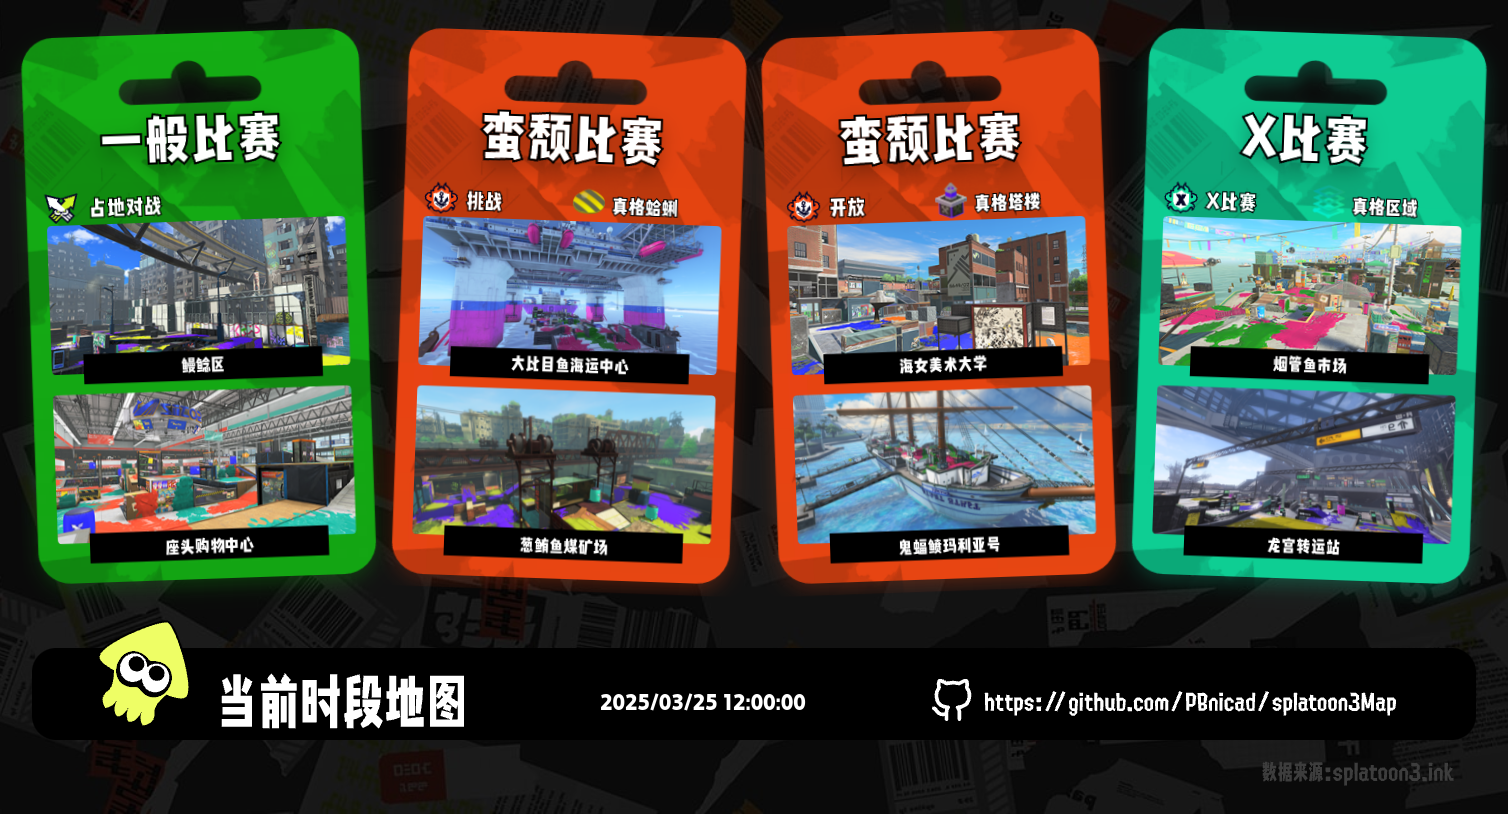 一般比赛
占地对战
鳗鲶区
座头购物中心
蛮颓比赛
挑战
真格蛤蜊
大比目鱼海运中心
葱鲔鱼煤矿场
蛮颓比赛
开放
真格塔楼
海女美术大学
鬼蝠鲼玛利亚号
X比赛
X比赛
真格区域
烟管鱼市场
龙宫转运站
当前时段地图
2025/03/25 12:00:00
https://github.com/PBnicad/splatoon3Map
数据来源:splatoon3.ink